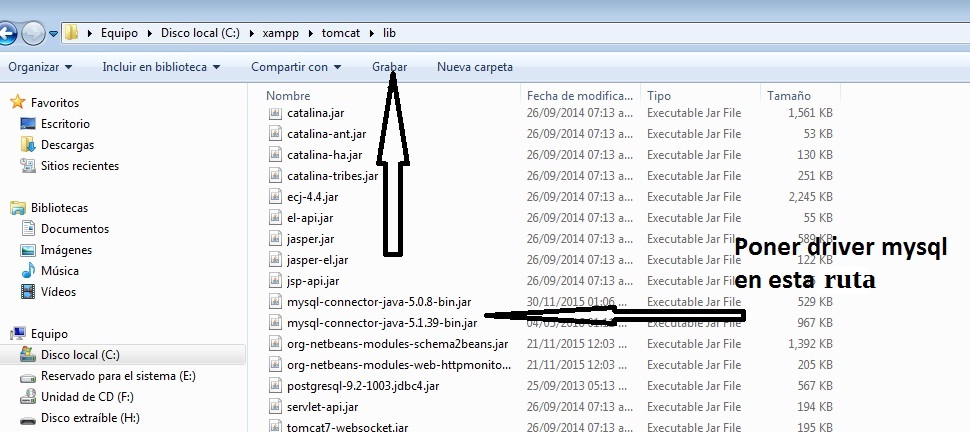 Equipo ▸ Disco local (C:) ▸ xampp ▸ tomcat ▸ lib
Organizar Incluir en biblioteca Compartir con Grabar Nueva carpeta
Favoritos
Escritorio
Descargas
Sitios recientes
Bibliotecas
Documentos
Imágenes
Música
Vídeos
Equipo
Disco local (C:)
Reservado para el sistema (E:)
Unidad de CD (F:)
Disco extraíble (H:)
Nombre Fecha de modifica... Tipo Tamaño
catalina.jar 26/09/2014 07:13 a... Executable Jar File 1,561 KB
catalina-ant.jar 26/09/2014 07:13 a... Executable Jar File 53 KB
catalina-ha.jar 26/09/2014 07:13 a... Executable Jar File 130 KB
catalina-tribes.jar 26/09/2014 07:13 a... Executable Jar File 251 KB
ecj-4.4.jar 26/09/2014 07:13 a... Executable Jar File 2,245 KB
el-api.jar 26/09/2014 07:13 a... Executable Jar File 55 KB
jasper.jar 26/09/2014 07:13 a... Executable Jar File 589 KB
jasper-el.jar 26/09/2014 07:13 a... Executable Jar File 122 KB
jsp-api.jar 26/09/2014 07:13 a... Executable Jar File KB
mysql-connector-java-5.0.8-bin.jar 30/11/2015 01:06 ... Executable Jar File 529 KB
mysql-connector-java-5.1.39-bin.jar Executable Jar File 967 KB
org-netbeans-modules-schema2beans.jar 21/11/2015 12:03 ... Executable Jar File 1,392 KB
org-netbeans-modules-web-httpmonito... 21/11/2015 12:03 ... Executable Jar File 205 KB
postgresql-9.2-1003.jdbc4.jar 25/09/2013 05:13 ... Executable Jar File 567 KB
servlet-api.jar 26/09/2014 07:13 a... Executable Jar File 194 KB
tomcat7-websocket.jar 26/09/2014 07:13 a... Executable Jar File 195 KB
Poner driver mysql
en esta ruta